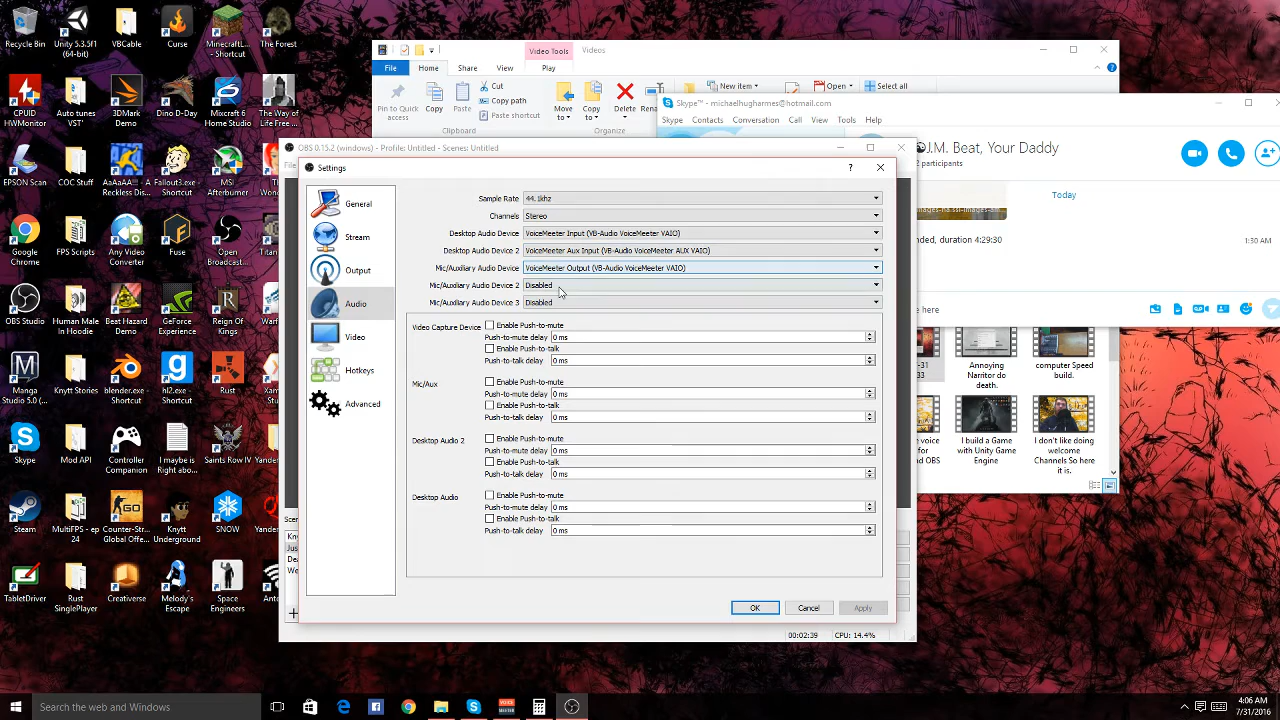 Recycle Bin
Unity 5.3.5f1
(64-bit)
VBCable
Curse
MinecraftL...
- Shortcut
The Forest
CPUID
HWMonitor
Auto tunes
VST'
3DMark
Demo
Dino D-Day
Mixcraft 6
Home Studio
The Way of
Life Free ...
EPSON Scan
COC Stuff
AaAaAA!!! - A
Reckless Dis...
Fallout3.exe -
Shortcut
MSI
Afterburner
Google
Chrome
FPS Scripts
Any Video
Converter
Fuse
Open
Broadcast...
OBS Studio
Human Male
In Hoodie
Beat Hazard
Demo
GeForce
Experience
Reign Of
Kings
Manga
Studio 5.0 (...
Knytt Stories
blender.exe -
Shortcut
hl2.exe -
Shortcut
Rust
Skype
Mod API
Controller
Companion
I maybe is
Right abo...
Saints Row IV
Steam
MultiFPS - ep
24
Counter-Str...
Global Offe...
Knytt
Underground
SNOW
TabletDriver
Rust
SinglePlayer
Creativerse
Melody's
Escape
Space
Engineers
Video Tools
Videos
File
Home
Share
View
Play
Pin to Quick
access
Copy
Paste
Cut
Copy path
Paste shortcut
Clipboard
Move
to
Copy
to
Delete
Organize
New item
Open
Select all
Skype™ - michaelhugharmes@hotmail.com
Skype Contacts Conversation Call View Tools Help
J.M. Beat, Your Daddy
2 participants
Today
nded, duration 4:29:30
1:30 AM
here
Annoying
Narritor do
death.
computer Speed
build.
I build a Game
with Unity Game
Engine
I don't like doing
welcome
Channels So here
it is.
OBS 0.15.2 (windows) - Profile: Untitled - Scenes: Untitled
Settings
General
Stream
Output
Audio
Video
Hotkeys
Advanced
Sample Rate 44.1khz
Channels Stereo
Desktop Audio Device VoiceMeeter Input (VB-Audio VoiceMeeter VAIO)
Desktop Audio Device 2 VoiceMeeter Aux Input (VB-Audio VoiceMeeter AUX VAIO)
Mic/Auxiliary Audio Device VoiceMeeter Output (VB-Audio VoiceMeeter VAIO)
Mic/Auxiliary Audio Device 2 Disabled
Mic/Auxiliary Audio Device 3 Disabled
Video Capture Device Enable Push-to-mute
Push-to-mute delay 0 ms
Enable Push-to-talk
Push-to-talk delay 0 ms
Mic/Aux Enable Push-to-mute
Push-to-mute delay 0 ms
Enable Push-to-talk
Push-to-talk delay 0 ms
Desktop Audio 2 Enable Push-to-mute
Push-to-mute delay 0 ms
Enable Push-to-talk
Push-to-talk delay 0 ms
Desktop Audio Enable Push-to-mute
Push-to-mute delay 0 ms
Enable Push-to-talk
Push-to-talk delay 0 ms
OK
Cancel
Apply
00:02:39
CPU: 14.4%
Search the web and Windows
4:06 AM
7/31/2016